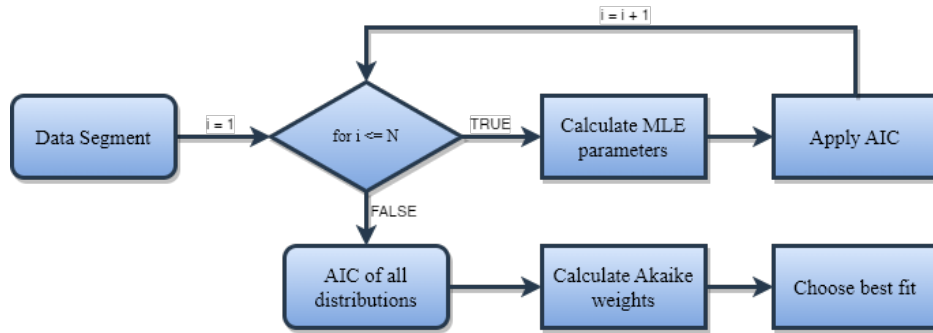 i = i + 1
Data Segment
i = 1
for i <= N
TRUE
Calculate MLE
parameters
Apply AIC
FALSE
AIC of all
distributions
Calculate Akaike
weights
Choose best fit